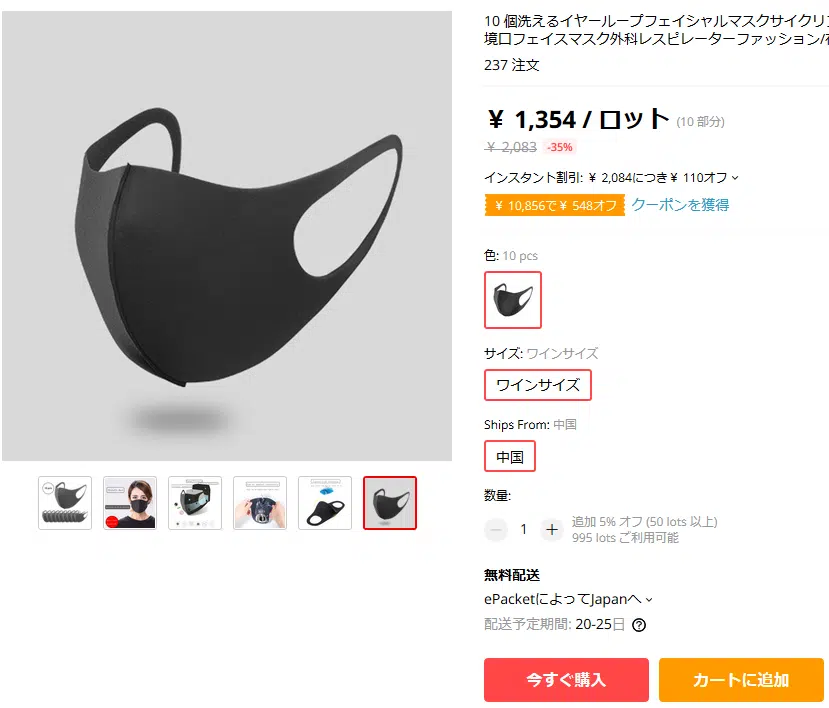 10 個洗えるイヤーループフェイシャルマスクサイクリ
境口フェイスマスク外科レスピレーターファッション/
237 注文
¥ 1,354 / ロット (10 部分)
¥ 2,083 -35%
インスタント割引: ¥ 2,084につき¥ 110オフ
¥ 10,856で¥ 548オフ クーポンを獲得
色: 10 pcs
サイズ: ワインサイズ
ワインサイズ
Ships From: 中国
中国
数量:
1
追加 5% オフ (50 lots 以上)
995 lots ご利用可能
無料配送
ePacketによってJapanへ
配送予定期間: 20-25日
今すぐ購入 カートに追加